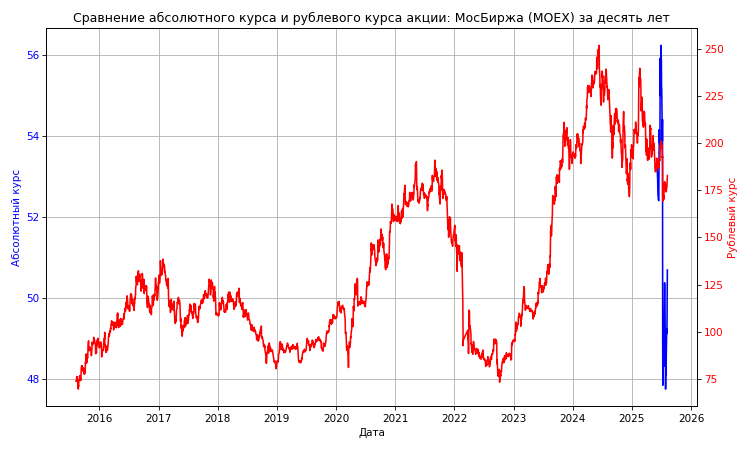 Сравнение абсолютного курса и рублевого курса акции: МосБиржа (MOEX) за десять лет
56
54
52
50
48
Абсолютный курс
250
225
200
175
150
125
100
75
Рублевый курс
2016 2017 2018 2019 2020 2021 2022 2023 2024 2025 2026
Дата